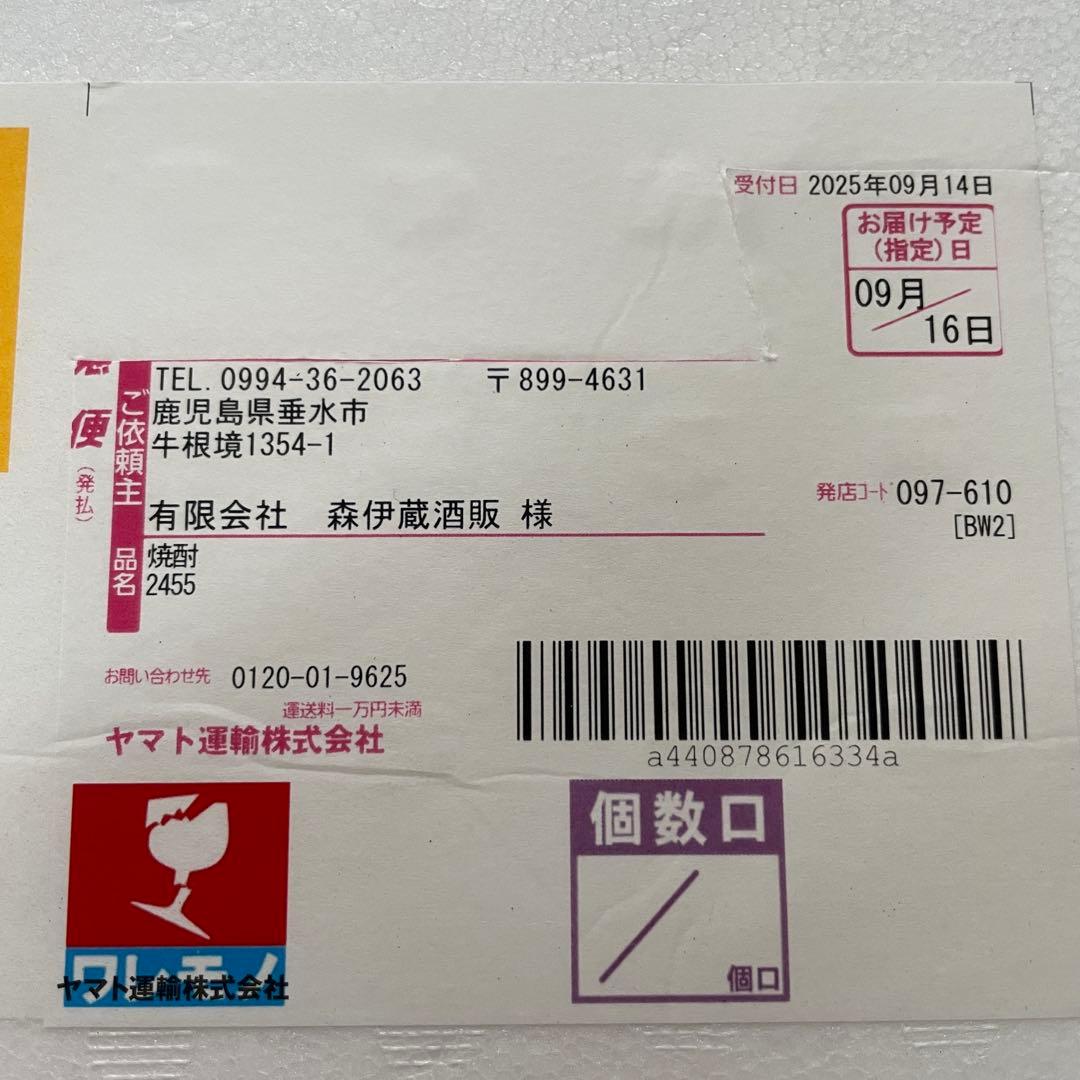 受付日 2025年09月14日
お届け予定
(指定)日
09月
16日
便
(発払)
ご依頼主
TEL. 0994-36-2063 〒899-4631
鹿児島県垂水市
牛根境1354-1
有限会社 森伊蔵酒販 様
発店コード 097-610
[BW2]
品名
焼酎
2455
お問い合わせ先 0120-01-9625
運送料一万円未満
ヤマト運輸株式会社
a440878616334a
個数口
個口
ワレモノ
ヤマト運輸株式会社